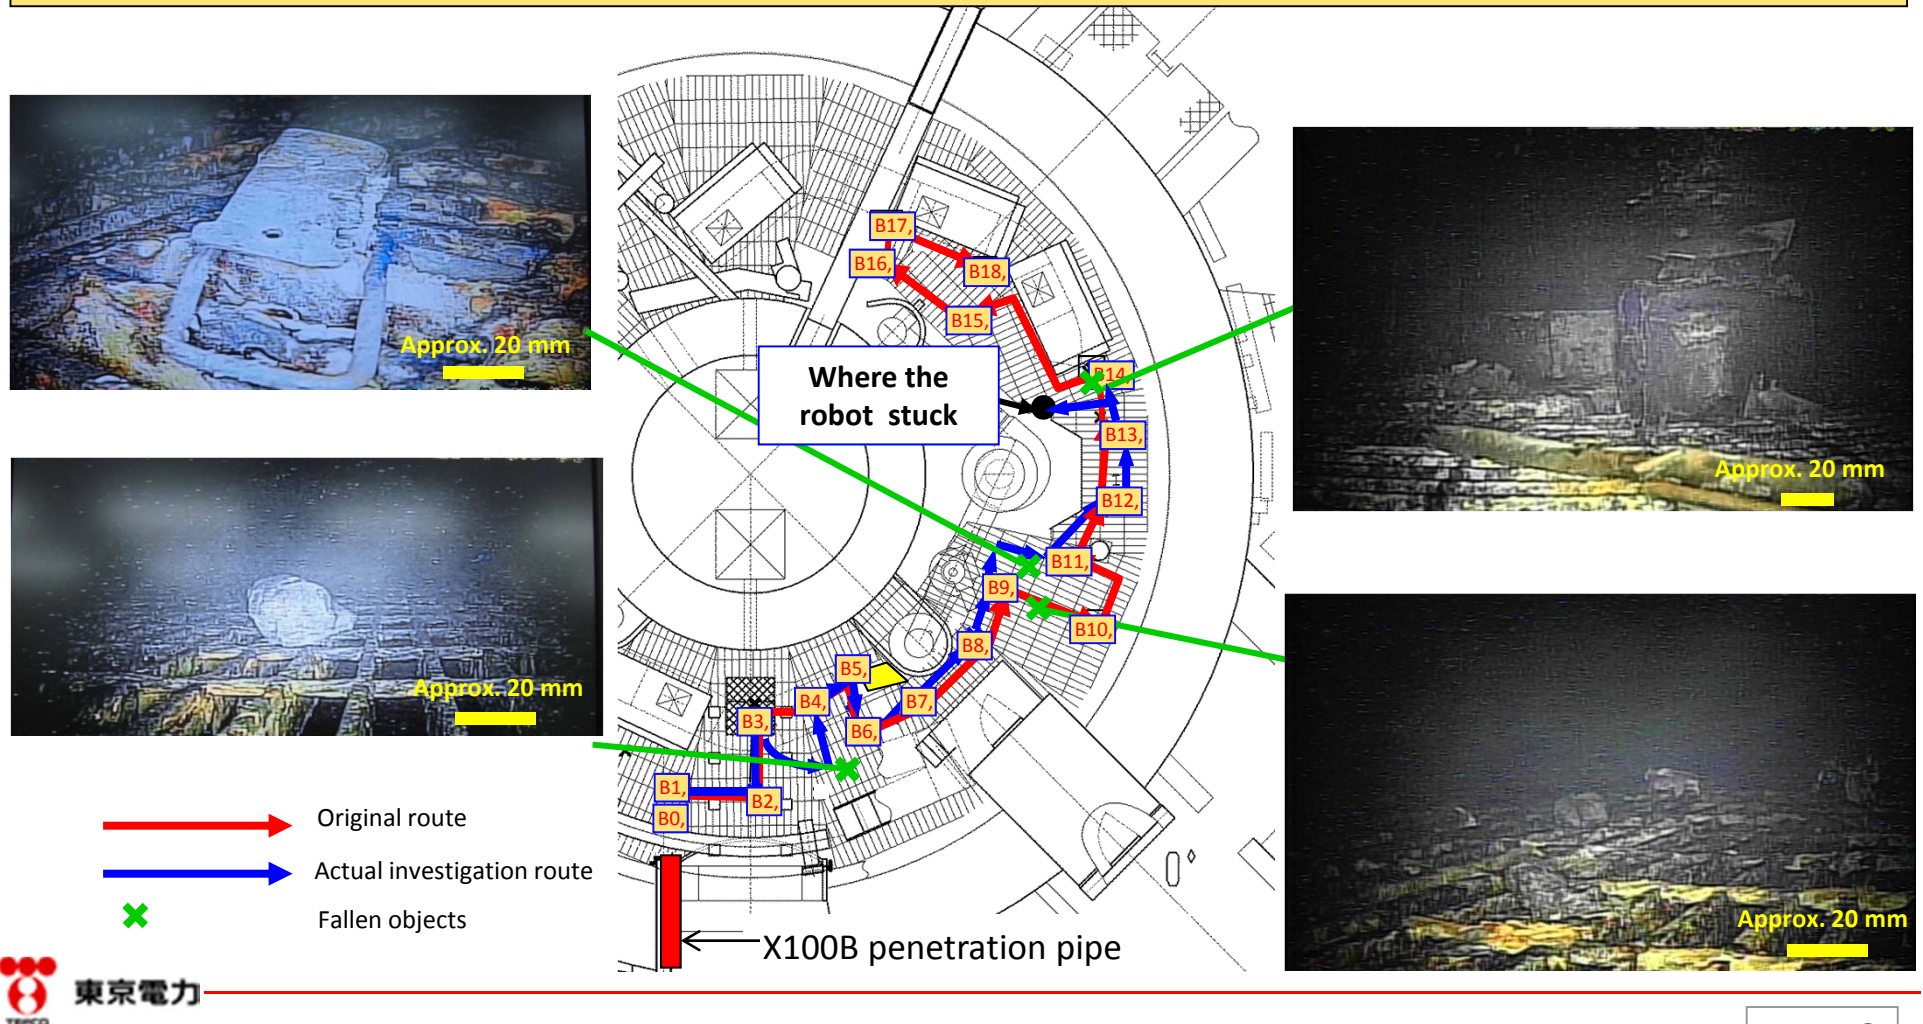 Approx. 20 mm
Approx. 20 mm
Approx. 20 mm
Approx. 20 mm
B17,
B16,
B18,
B15,
Where the
robot stuck
B14,
B13,
B12,
B11,
B9,
B10,
B8,
B5,
B4,
B7,
B3,
B6,
B1,
B2,
B0,
Original route
Actual investigation route
Fallen objects
X100B penetration pipe
東京電力